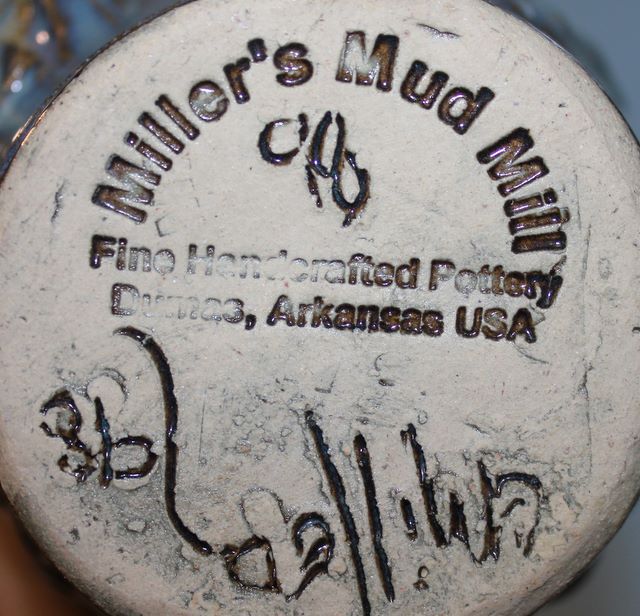 Miller's Mud Mill
Fine Handcrafted Pottery
Dumas, Arkansas USA